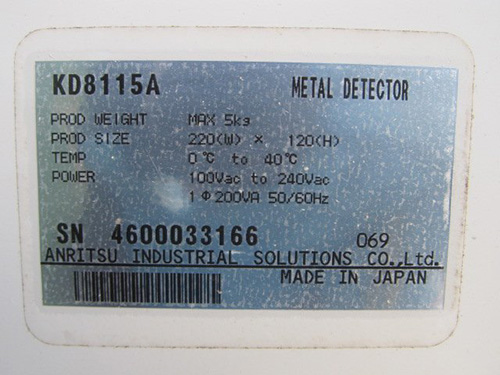 KD8115A METAL DETECTOR
PROD WEIGHT MAX 5kg
PROD SIZE 220(W) × 120(H)
TEMP 0℃ to 40℃
POWER 100Vac to 240Vac
1Φ200VA 50/60Hz
SN 4600033166 069
ANRITSU INDUSTRIAL SOLUTIONS CO.,Ltd.
MADE IN JAPAN